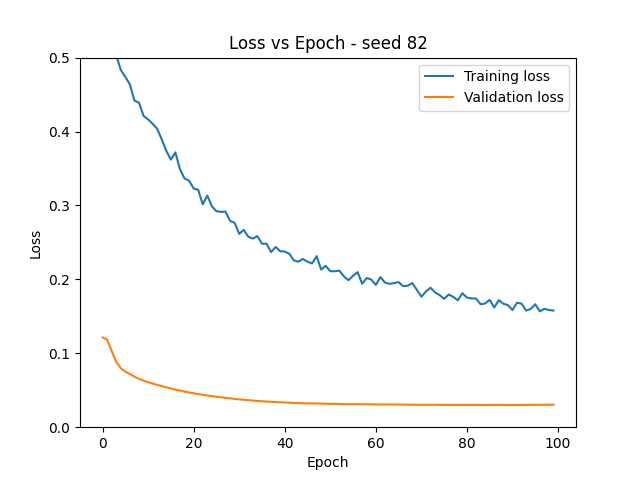 Loss vs Epoch - seed 82
Training loss
Validation loss
0.5
0.4
0.3
0.2
0.1
0.0
Loss
0 20 40 60 80 100
Epoch